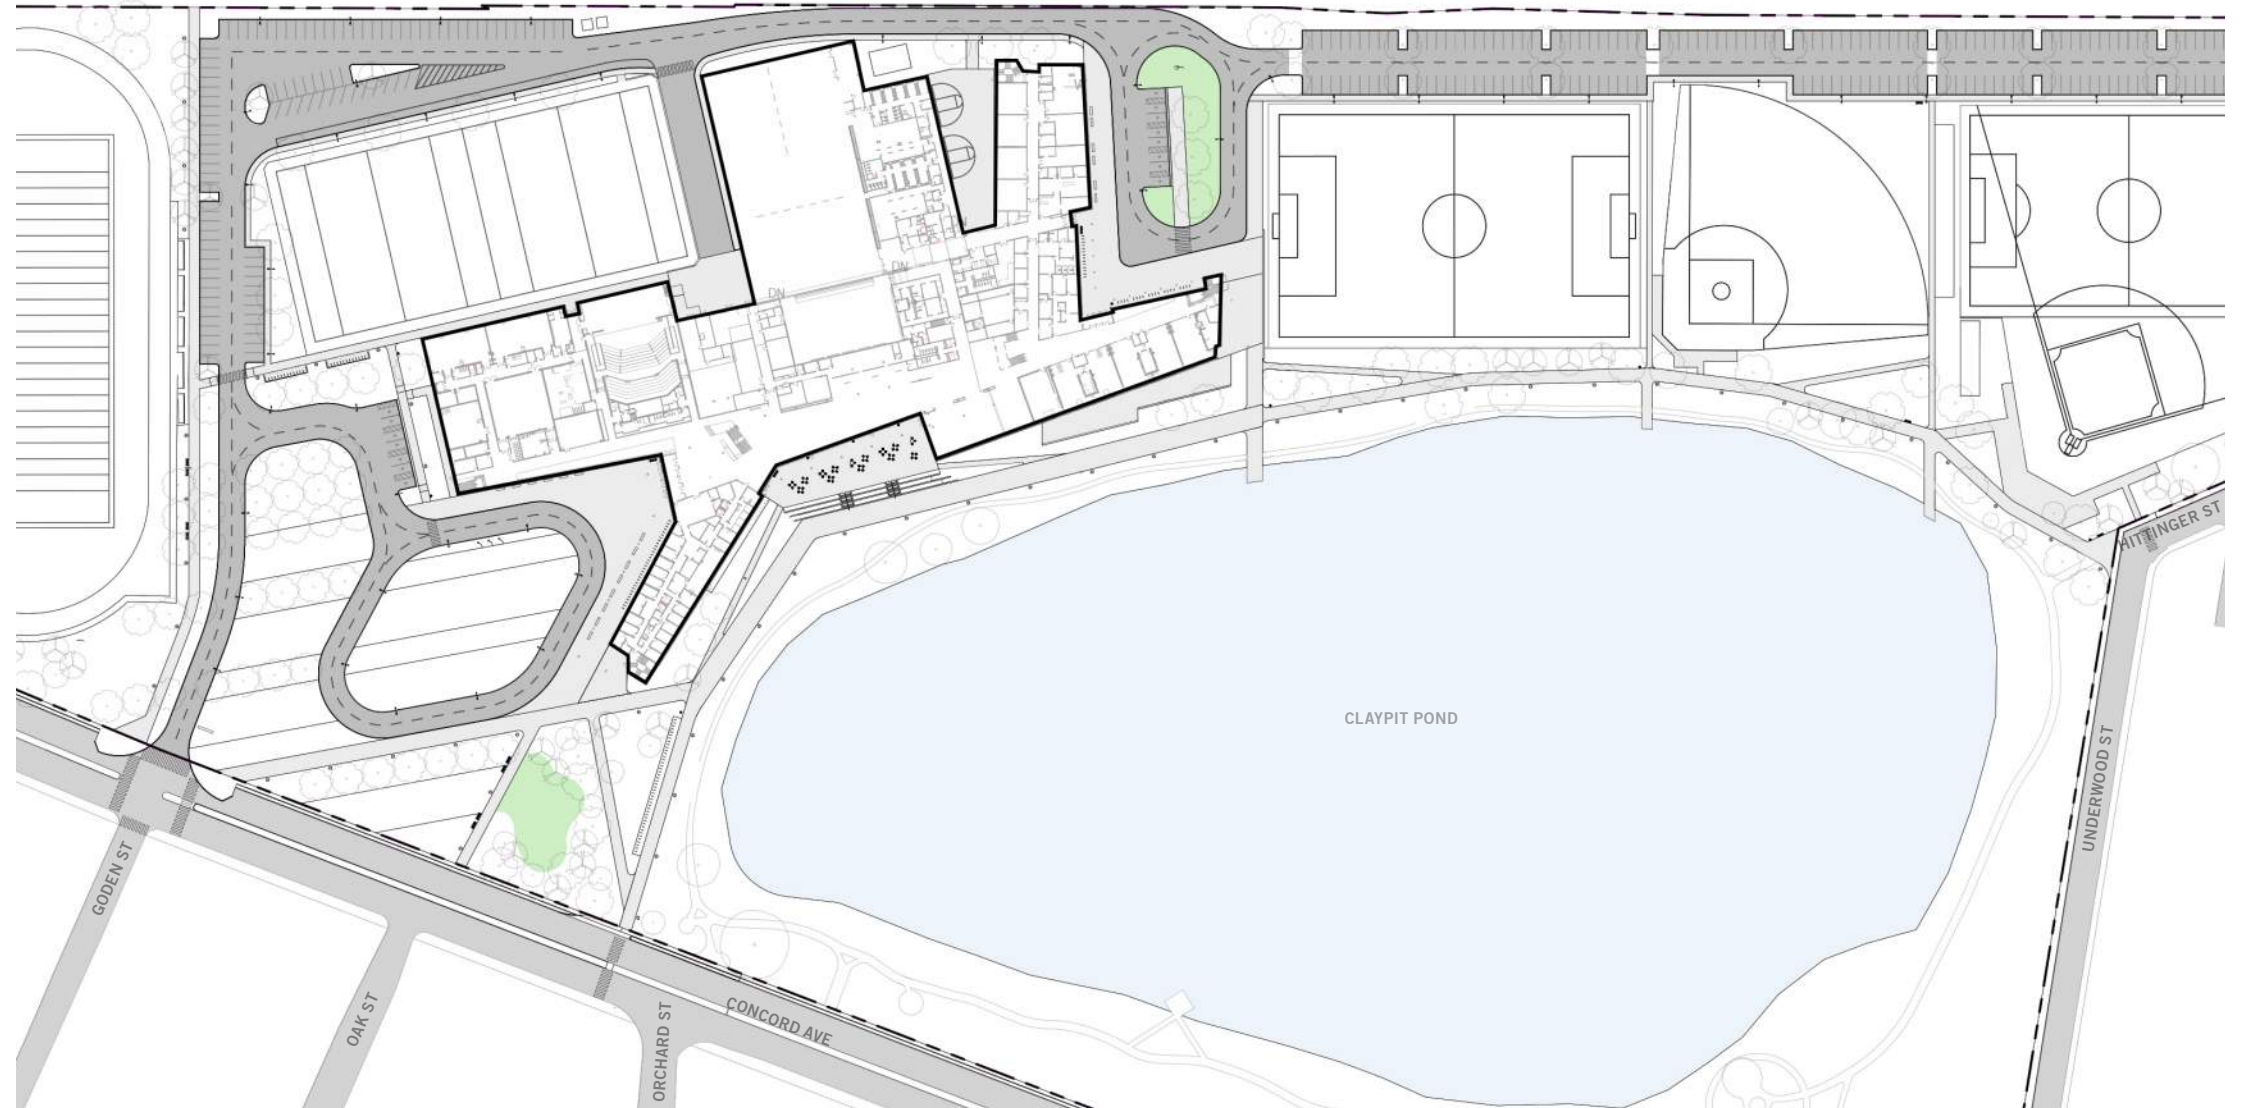 DN
DN
HITTINGER ST
CLAYPIT POND
UNDERWOOD ST
GODEN ST
OAK ST
ORCHARD ST
CONCORD AVE